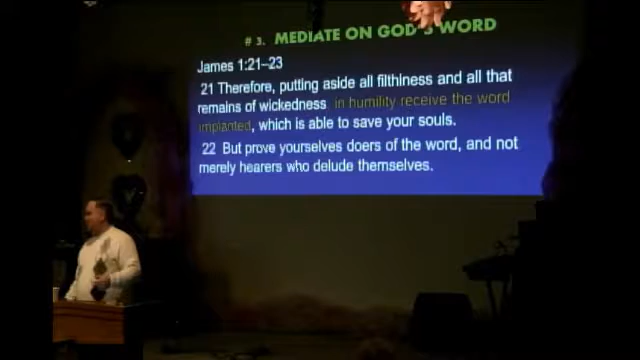 # 3. MEDIATE ON GOD'S WORD
James 1:21–23
21 Therefore, putting aside all filthiness and all that
remains of wickedness in humility receive the word
implanted, which is able to save your souls.
22 But prove yourselves doers of the word, and not
merely hearers who delude themselves.